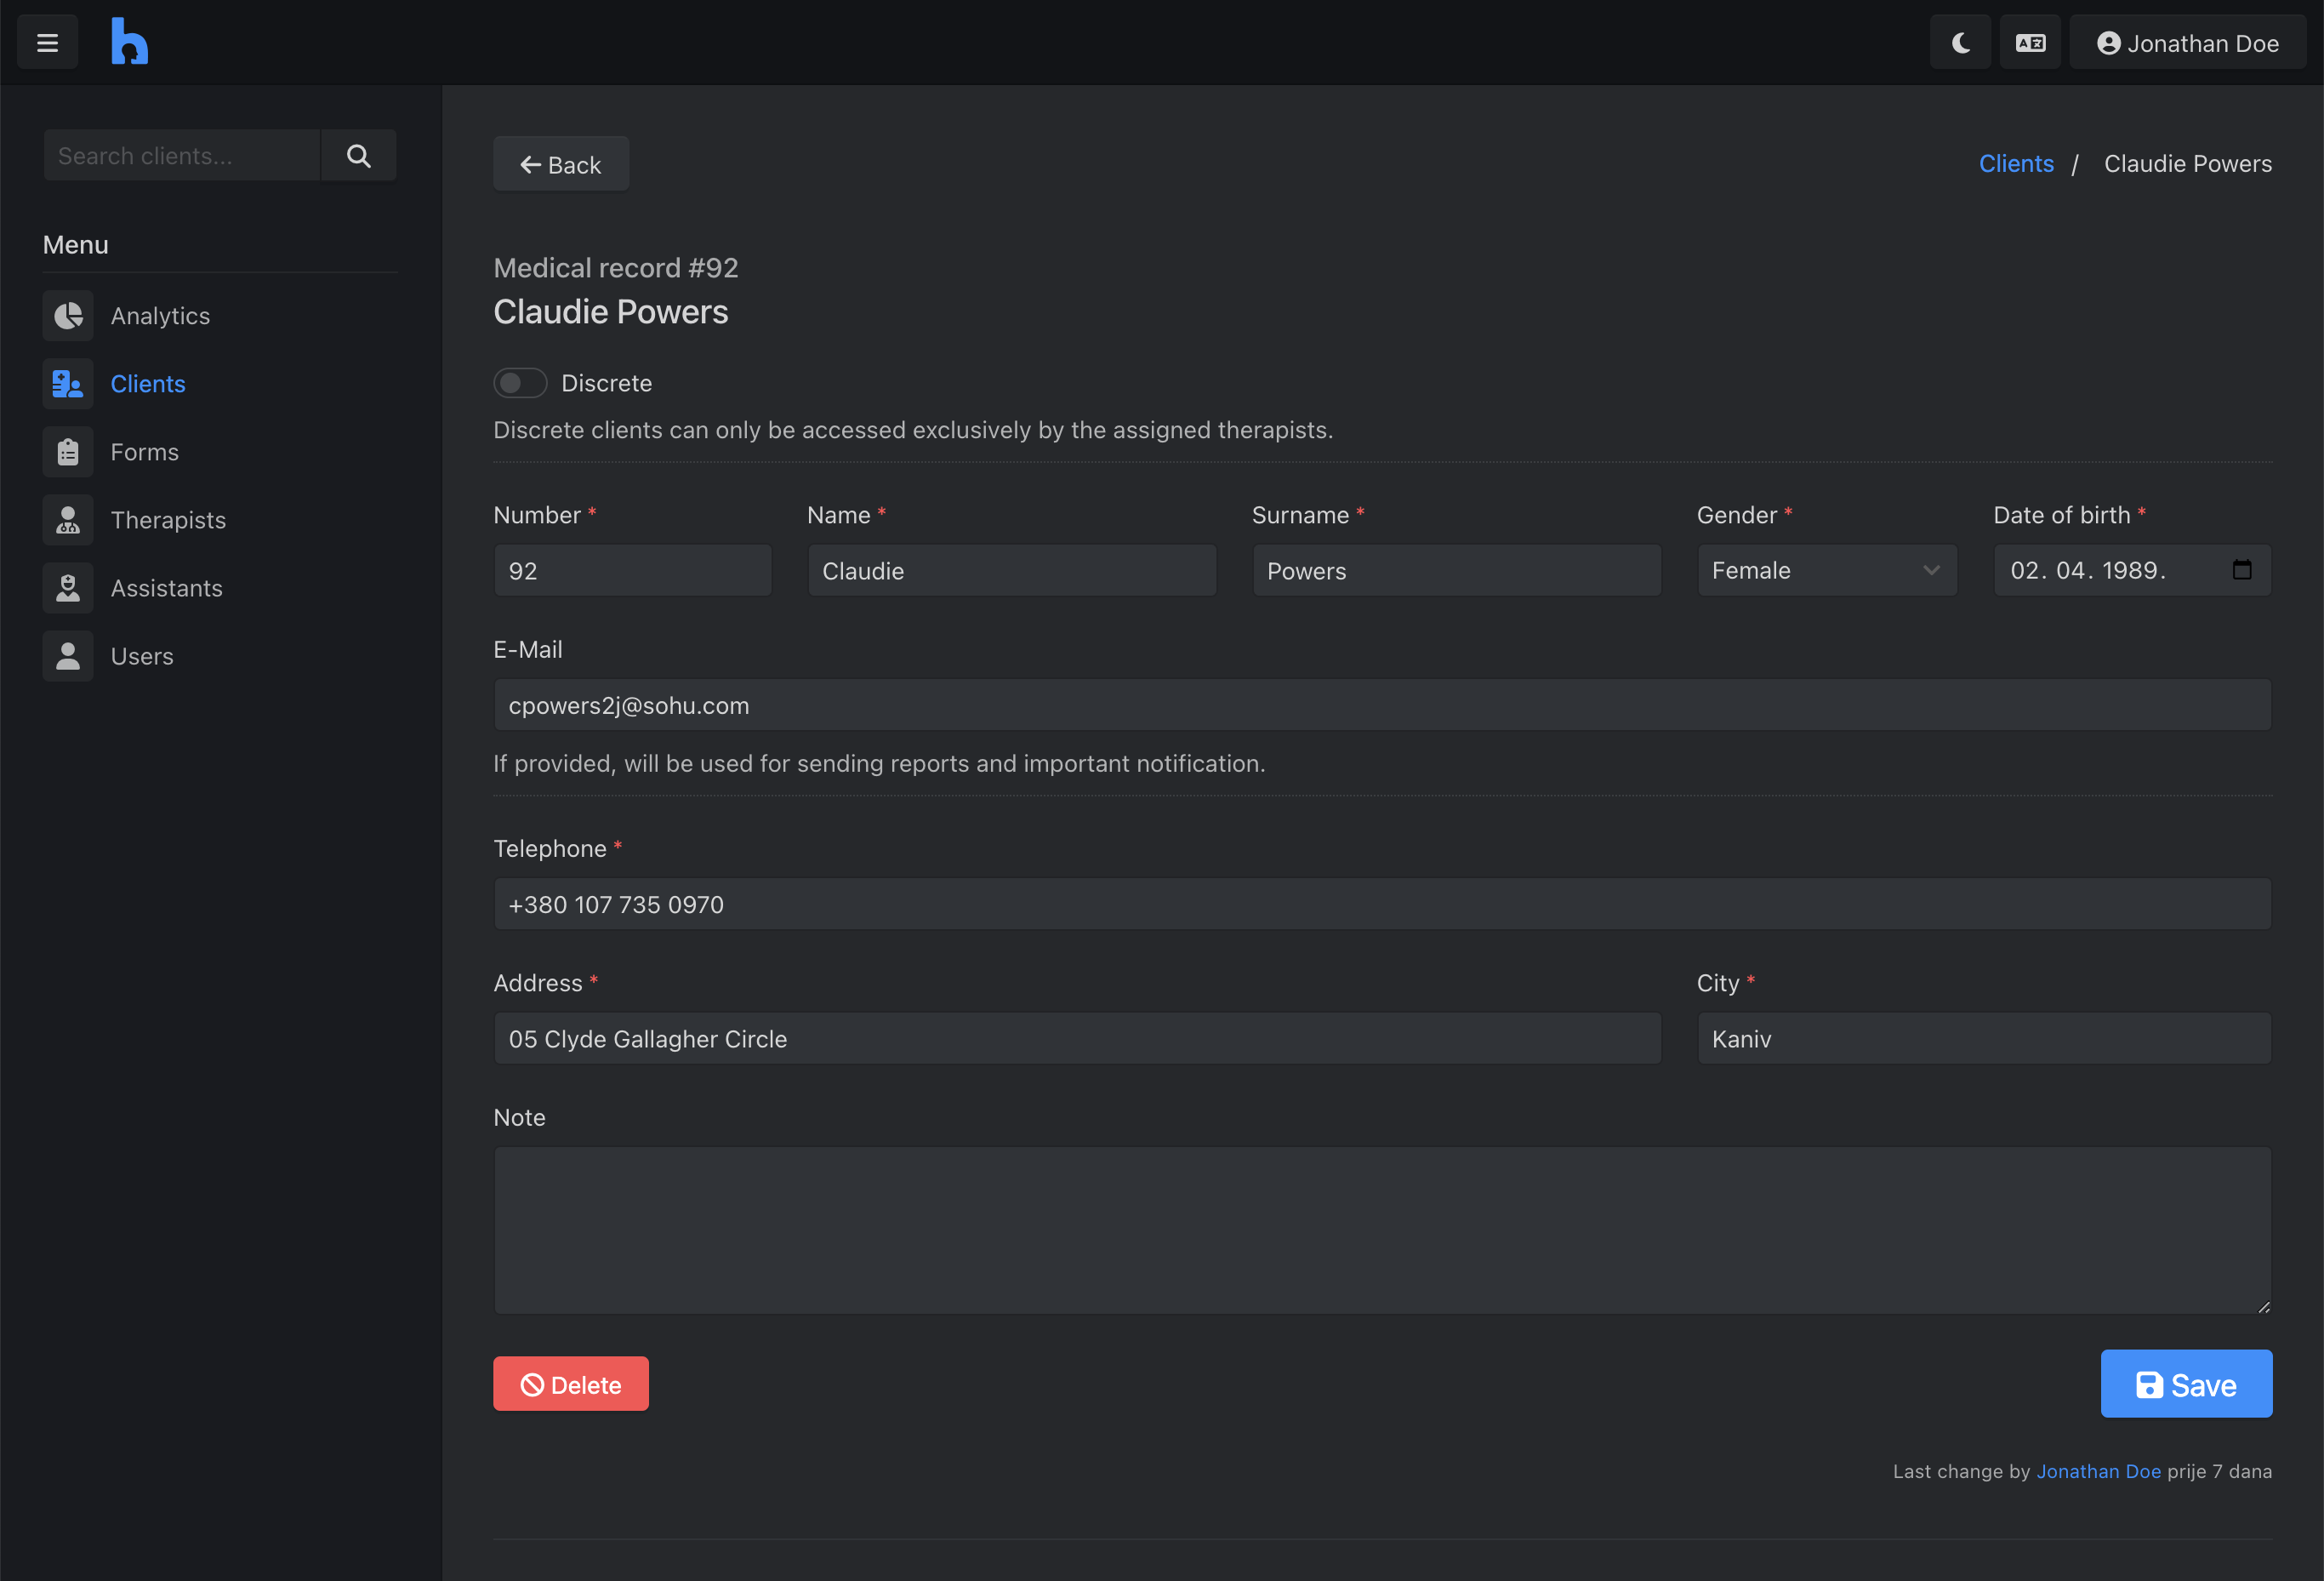 Jonathan Doe
Search clients...
Menu
Analytics
Clients
Forms
Therapists
Assistants
Users
Back
Clients / Claudie Powers
Medical record #92
Claudie Powers
Discrete
Discrete clients can only be accessed exclusively by the assigned therapists.
Number * Name * Surname * Gender * Date of birth *
92 Claudie Powers Female 02. 04. 1989.
E-Mail
cpowers2j@sohu.com
If provided, will be used for sending reports and important notification.
Telephone *
+380 107 735 0970
Address * City *
05 Clyde Gallagher Circle Kaniv
Note
Delete Save
Last change by Jonathan Doe prije 7 dana